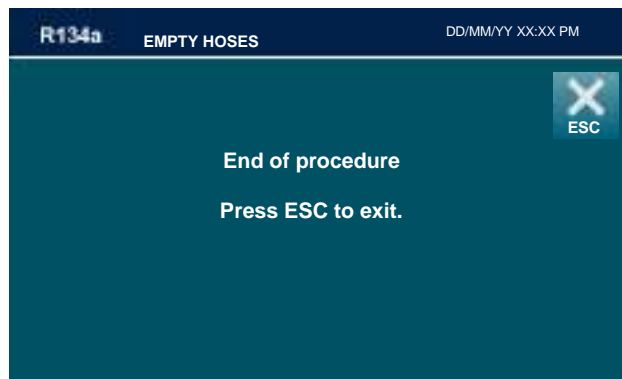 R134a EMPTY HOSES DD/MM/YY XX:XX PM
ESC
End of procedure
Press ESC to exit.